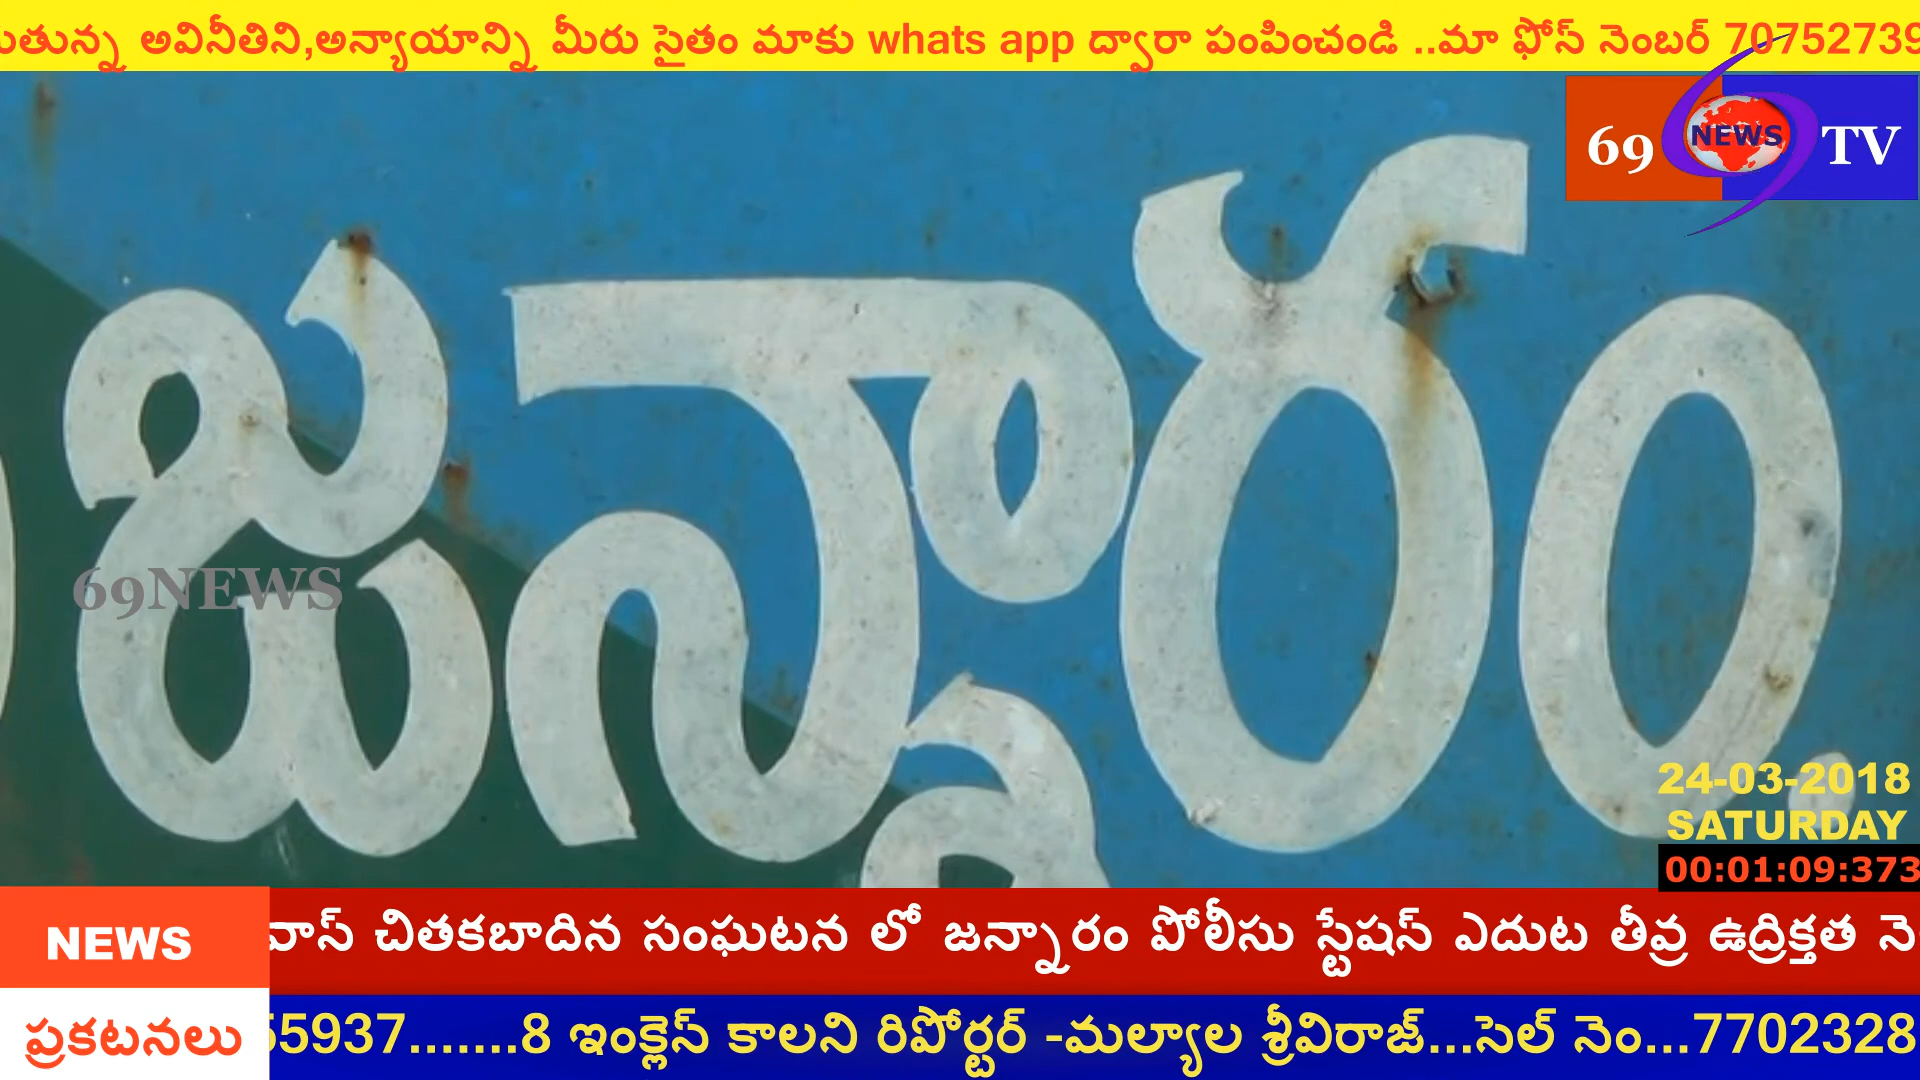 అవినీతిని,అన్యాయాన్ని మీరు సైతం మాకు whats app ద్వారా పంపించండి ..మా ఫోన్ నెంబర్ 70752739
69 NEWS TV
జన్నారం
69NEWS
24-03-2018
SATURDAY
00:01:09:373
NEWS
చితకబాదిన సంఘటన లో జన్నారం పోలీసు స్టేషన్ ఎదుట తీవ్ర ఉద్రిక్తత
ప్రకటనలు
55937.......8 ఇంక్లైన్ కాలని రిపోర్టర్ -మల్యాల శ్రీవిరాజ్...సెల్ నెం...7702328